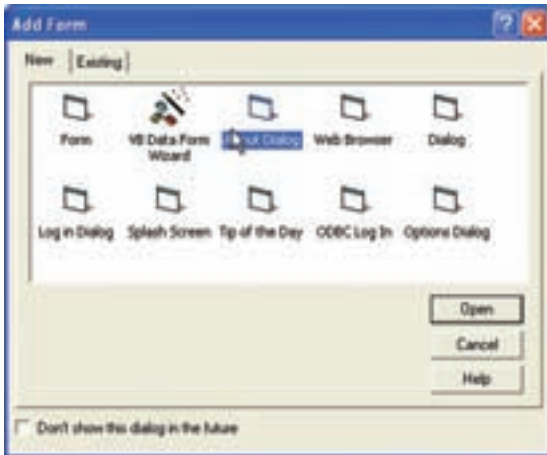 Add Form
New Existing
Form VB Data Form Wizard About Dialog Web Browser Dialog
Log in Dialog Splash Screen Tip of the Day ODBC Log In Options Dialog
Open
Cancel
Help
Don't show this dialog in the future